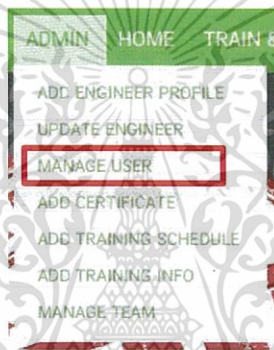 ADMIN HOME TRAIN &
ADD ENGINEER PROFILE
UPDATE ENGINEER
MANAGE USER
ADD CERTIFICATE
ADD TRAINING SCHEDULE
ADD TRAINING INFO
MANAGE TEAM